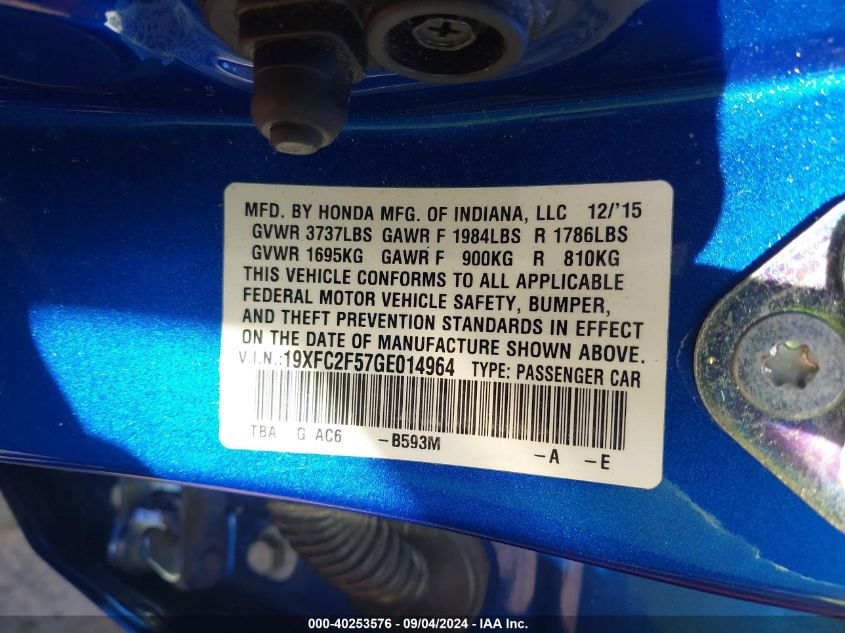 MFD. BY HONDA MFG. OF INDIANA, LLC 12/'15
GVWR 3737LBS GAWR F 1984LBS R 1786LBS
GVWR 1695KG GAWR F 900KG R 810KG
THIS VEHICLE CONFORMS TO ALL APPLICABLE
FEDERAL MOTOR VEHICLE SAFETY, BUMPER,
AND THEFT PREVENTION STANDARDS IN EFFECT
ON THE DATE OF MANUFACTURE SHOWN ABOVE.
V.I.N.:19XFC2F57GE014964 TYPE: PASSENGER CAR
TBA G AC6 -B593M -A -E
000-40253576 - 09/04/2024 - IAA Inc.